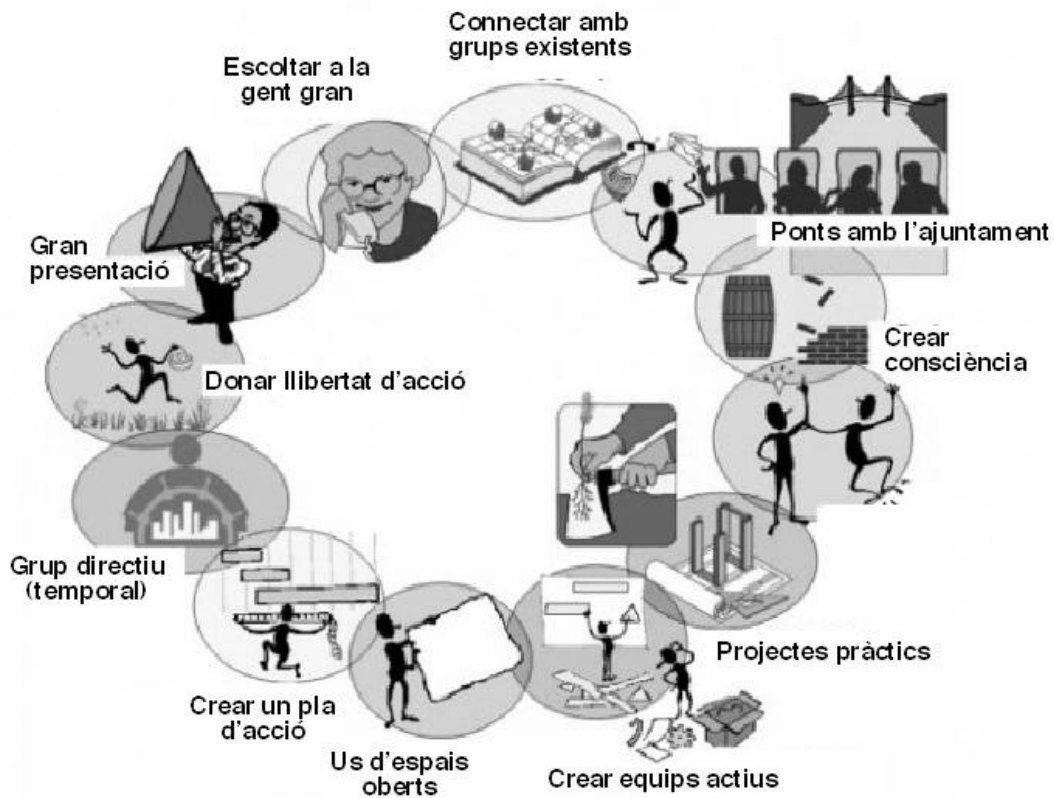 Connectar amb
grups existents
Escoltar a la
gent gran
Ponts amb l'ajuntament
Gran
presentació
Crear
consciència
Donar llibertat d'acció
Grup directiu
(temporal)
Projectes pràctics
Crear un pla
d'acció
Us d'espais
oberts
Crear equips actius